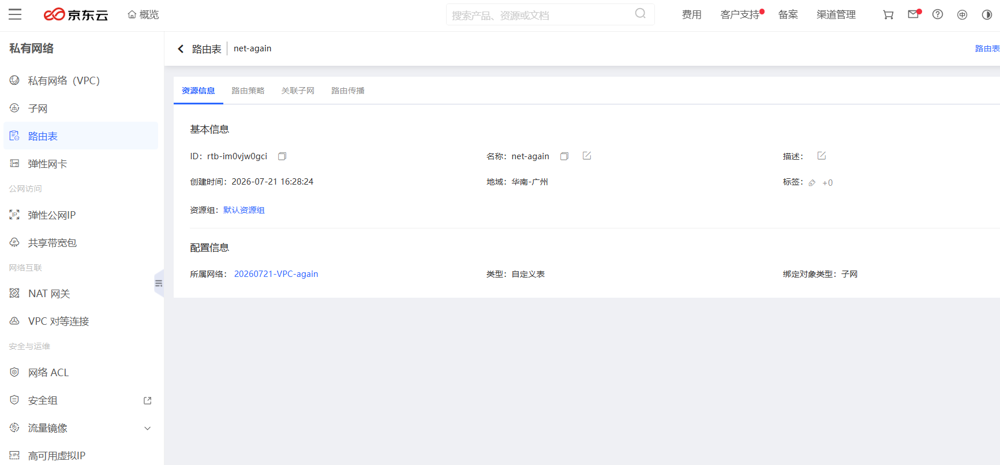 京东云
概览
搜索产品、资源或文档
费用
客户支持
备案
渠道管理
私有网络
私有网络（VPC）
子网
路由表
弹性网卡
公网访问
弹性公网IP
共享带宽包
网络互联
NAT 网关
VPC 对等连接
安全与运维
网络 ACL
安全组
流量镜像
高可用虚拟IP
路由表 net-again
路由表
资源信息 路由策略 关联子网 路由传播
基本信息
ID：rtb-im0vjw0gci 名称：net-again 描述：
创建时间：2026-07-21 16:28:24 地域：华南-广州 标签： +0
资源组：默认资源组
配置信息
所属网络： 20260721-VPC-again 类型：自定义表 绑定对象类型：子网